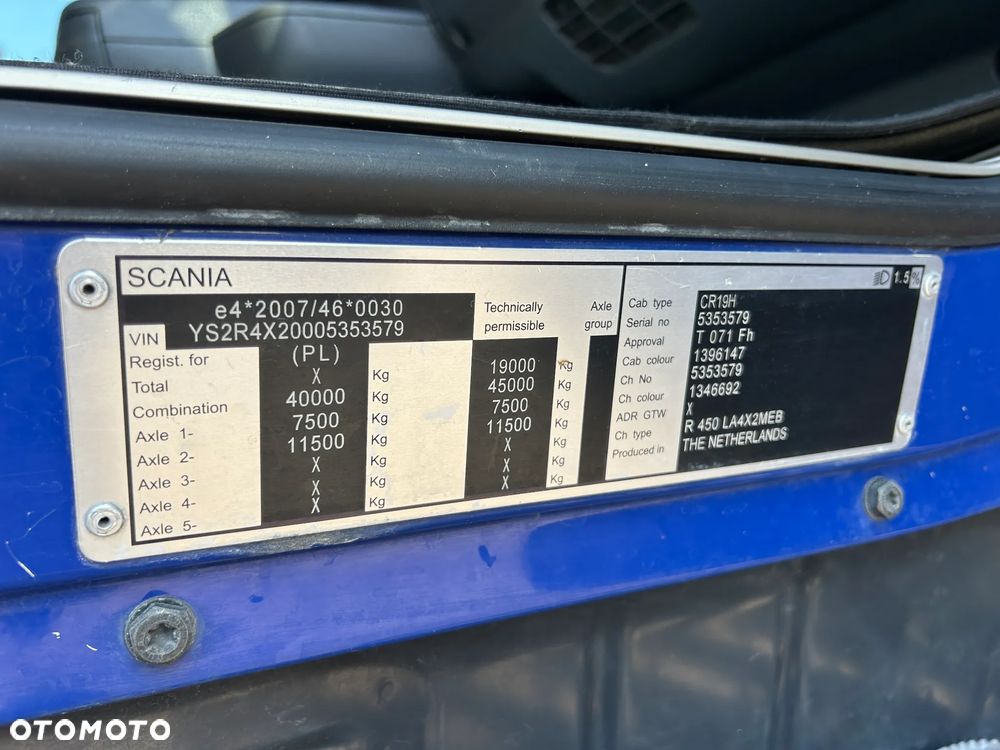 SCANIA
e4*2007/46*0030
VIN YS2R4X20005353579
Regist. for (PL)
Total X Kg 19000 Kg
Combination 40000 Kg 45000 Kg
Axle 1- 7500 Kg 7500 Kg
Axle 2- 11500 Kg 11500 Kg
Axle 3- X Kg X Kg
Axle 4- X Kg X Kg
Axle 5- X Kg X Kg
Technically permissible
Axle group
1.5%
Cab type CR19H
Serial no 5353579
Approval T 071 Fh
Cab colour 1396147
Ch No 5353579
Ch colour 1346692
ADR GTW X
Ch type R 450 LA4X2MEB
Produced in THE NETHERLANDS
OTOMOTO